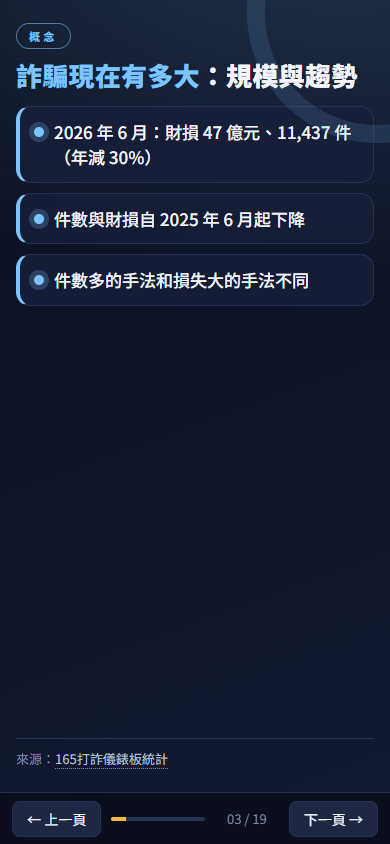 概念
詐騙現在有多大：規模與趨勢
2026 年 6 月：財損 47 億元、11,437 件
（年減 30%）
件數與財損自 2025 年 6 月起下降
件數多的手法和損失大的手法不同
來源：165打詐儀錶板統計
← 上一頁
03 / 19
下一頁 →